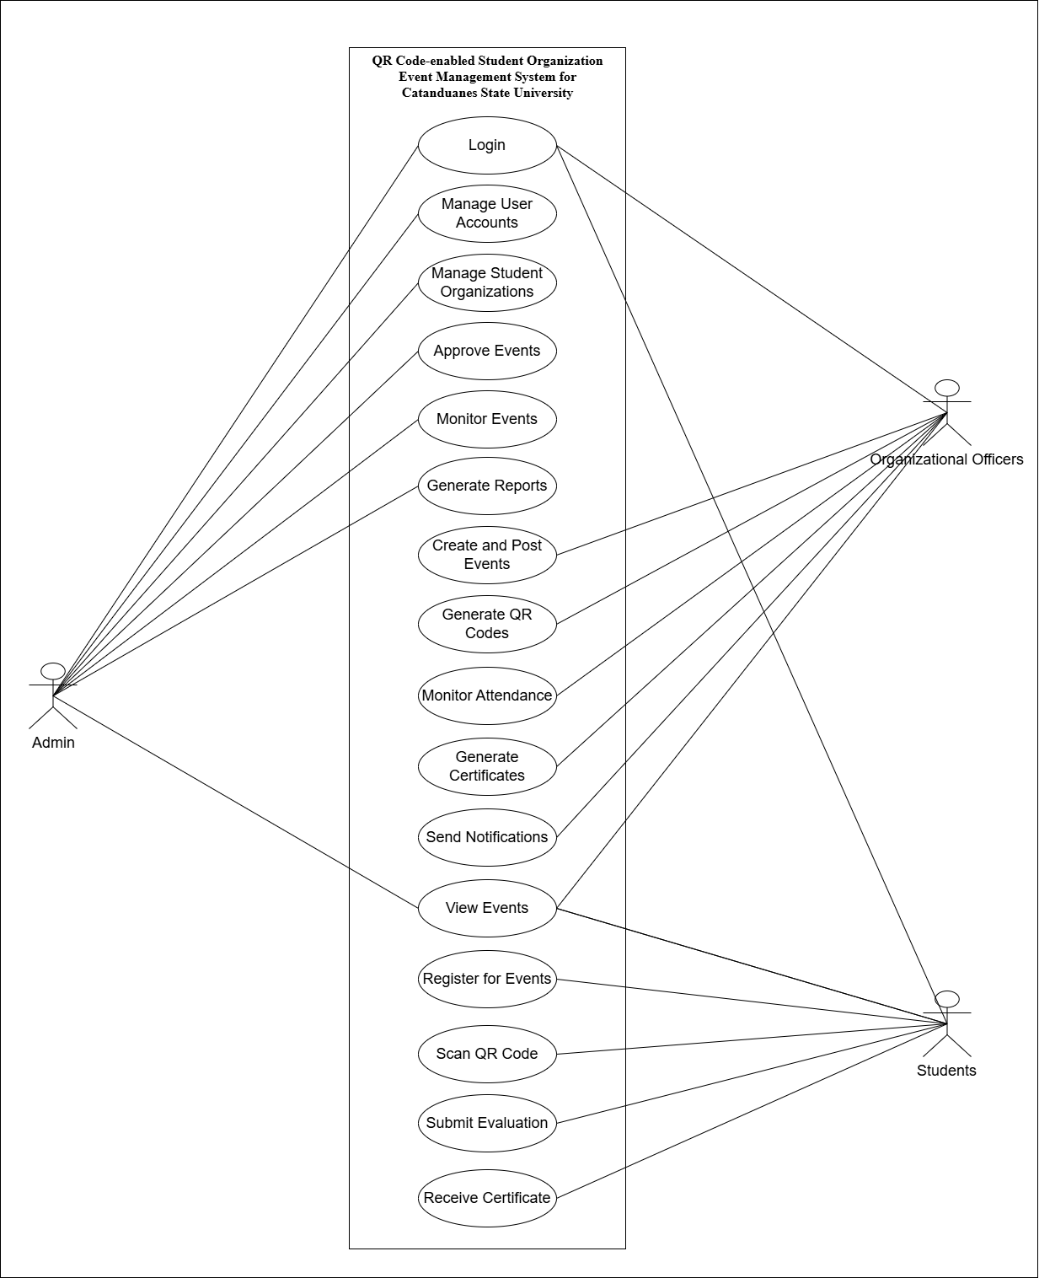 QR Code-enabled Student Organization
Event Management System for
Catanduanes State University
Login
Manage User
Accounts
Manage Student
Organizations
Approve Events
Monitor Events
Generate Reports
Create and Post
Events
Generate QR
Codes
Monitor Attendance
Generate
Certificates
Send Notifications
View Events
Register for Events
Scan QR Code
Submit Evaluation
Receive Certificate
Admin
Organizational Officers
Students